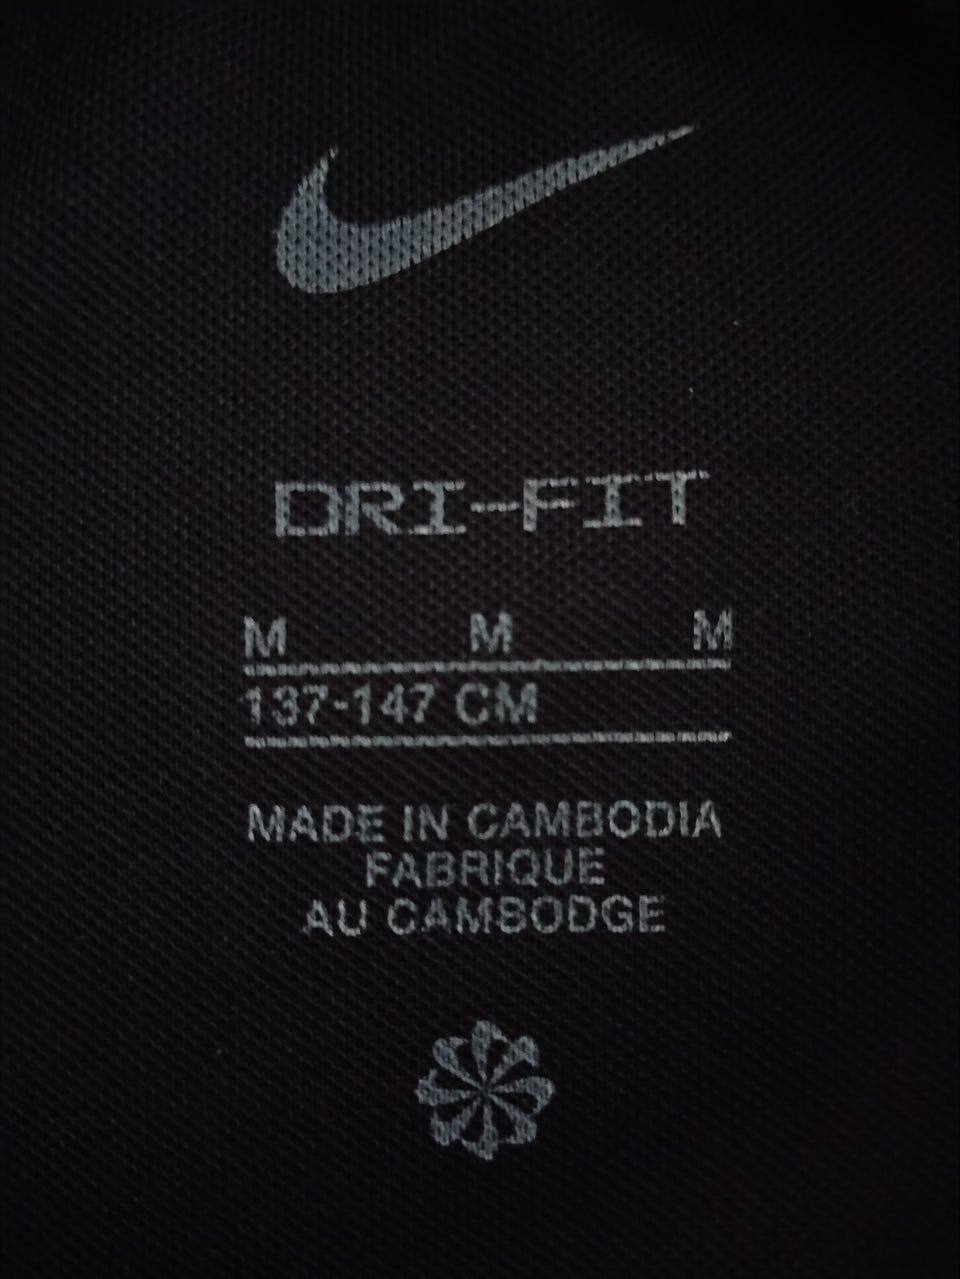 DRI-FIT
M M M
137-147 CM
MADE IN CAMBODIA
FABRIQUE
AU CAMBODGE